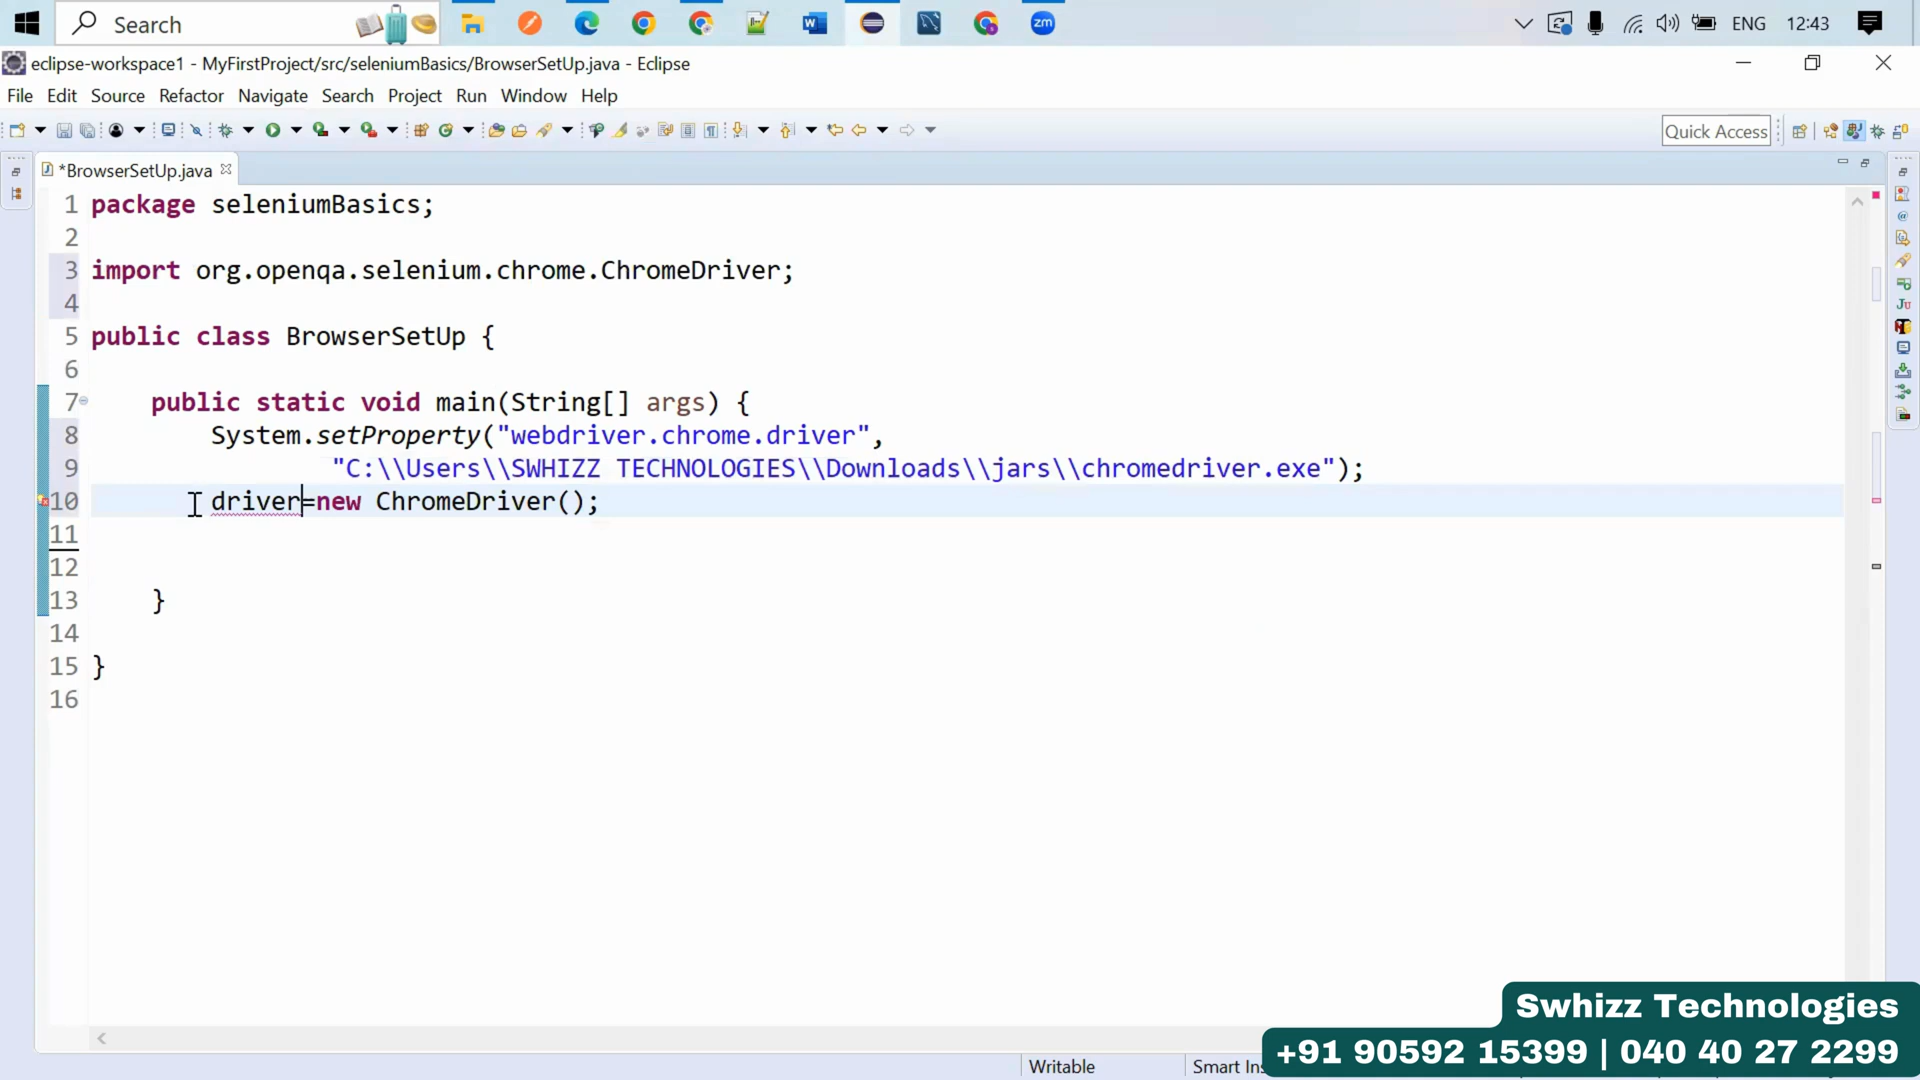 Search
zm
ENG
12:43
eclipse-workspace1 - MyFirstProject/src/seleniumBasics/BrowserSetUp.java - Eclipse
File Edit Source Refactor Navigate Search Project Run Window Help
Quick Access
*BrowserSetUp.java
1 package seleniumBasics;
2
3 import org.openqa.selenium.chrome.ChromeDriver;
4
5 public class BrowserSetUp {
6
7 public static void main(String[] args) {
8 System.setProperty("webdriver.chrome.driver",
9 "C:\\Users\\SWHIZZ TECHNOLOGIES\\Downloads\\jars\\chromedriver.exe");
10 driver=new ChromeDriver();
11
12
13 }
14
15 }
16
Writable
Smart Ins
Swhizz Technologies
+91 90592 15399 | 040 40 27 2299